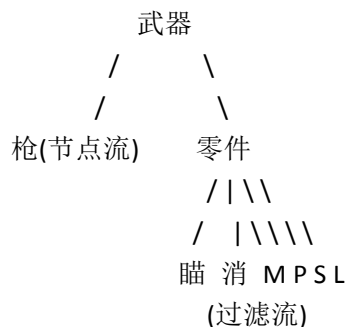 武器
/ \
/ \
枪(节点流) 零件
/ | \ \
/ | \ \ \ \
瞄 消 M P S L
(过滤流)